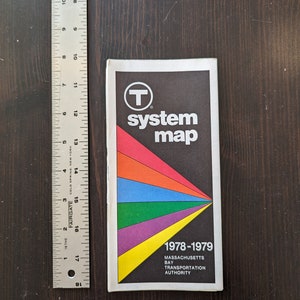 T
system
map
1978-1979
MASSACHUSETTS
BAY
TRANSPORTATION
AUTHORITY